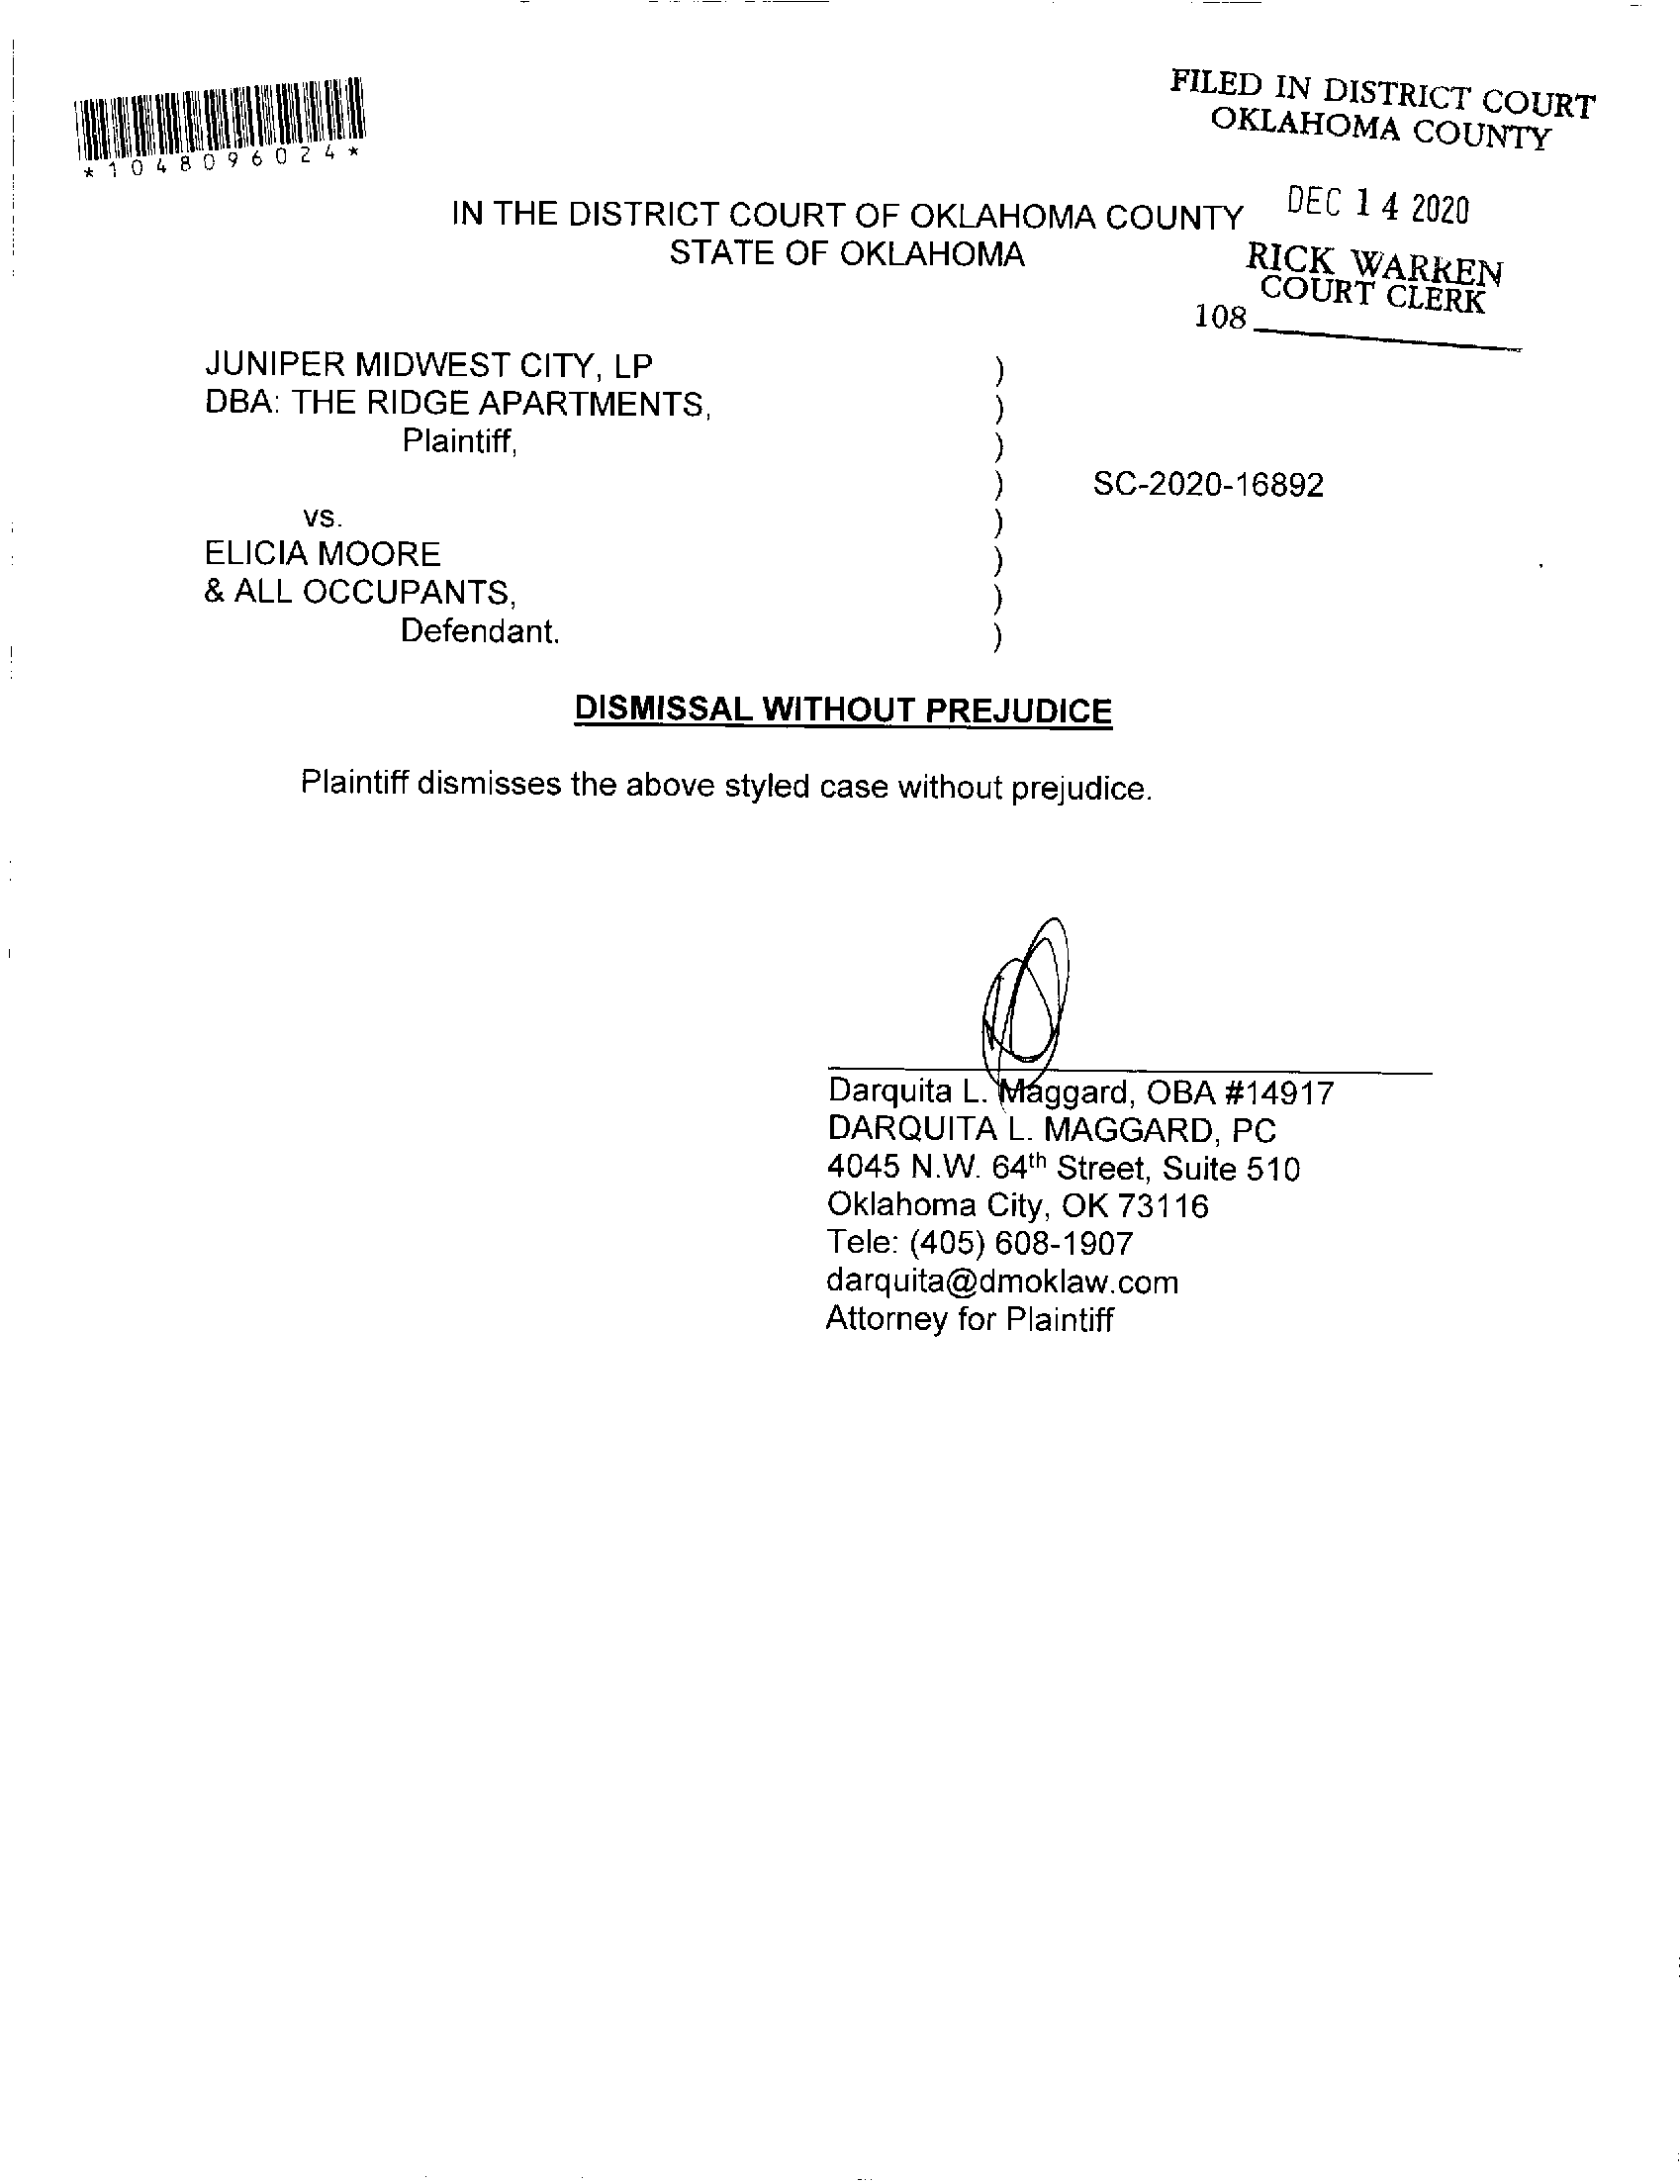 *1048096024*
FILED IN DISTRICT COURT
OKLAHOMA COUNTY
DEC 14 2020
RICK WARREN
COURT CLERK
108
IN THE DISTRICT COURT OF OKLAHOMA COUNTY
STATE OF OKLAHOMA
JUNIPER MIDWEST CITY, LP )
DBA: THE RIDGE APARTMENTS, )
Plaintiff, )
) SC-2020-16892
vs. )
ELICIA MOORE )
& ALL OCCUPANTS, )
Defendant. )
DISMISSAL WITHOUT PREJUDICE
Plaintiff dismisses the above styled case without prejudice.
Darquita L. Maggard, OBA #14917
DARQUITA L. MAGGARD, PC
4045 N.W. 64th Street, Suite 510
Oklahoma City, OK 73116
Tele: (405) 608-1907
darquita@dmoklaw.com
Attorney for Plaintiff